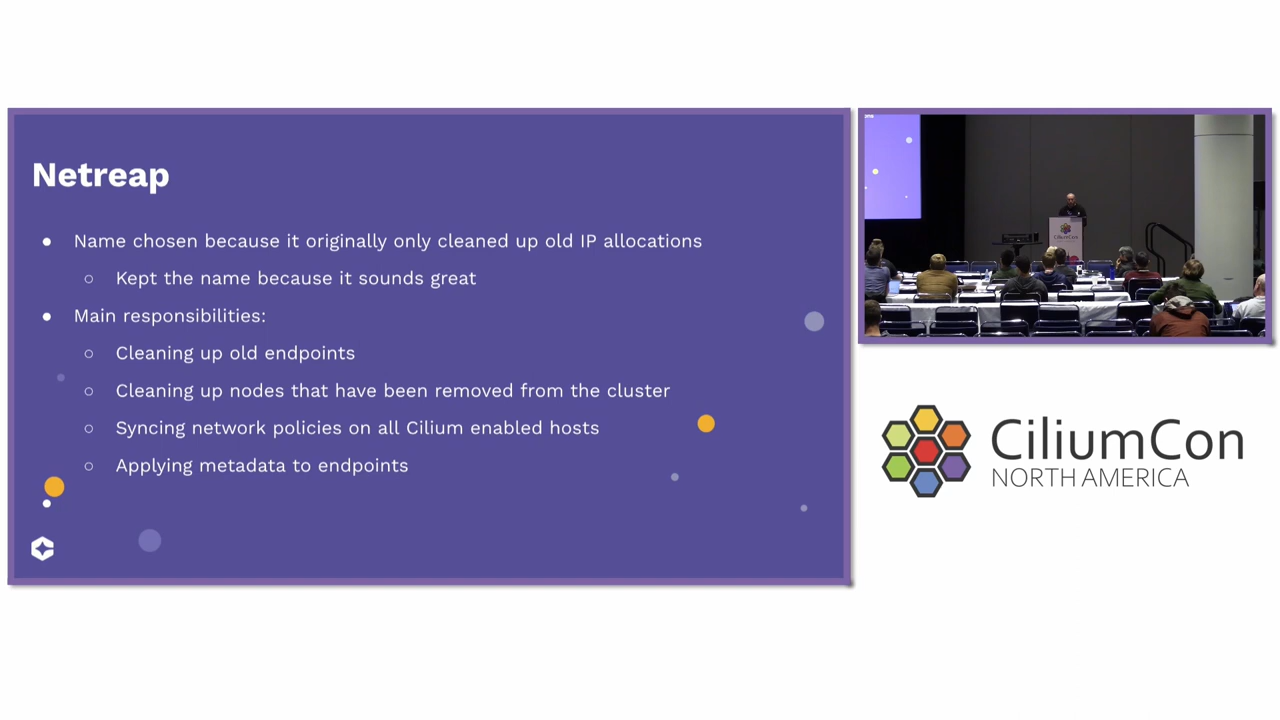 Netreap
● Name chosen because it originally only cleaned up old IP allocations
○ Kept the name because it sounds great
● Main responsibilities:
○ Cleaning up old endpoints
○ Cleaning up nodes that have been removed from the cluster
○ Syncing network policies on all Cilium enabled hosts
○ Applying metadata to endpoints
CiliumCon
CiliumCon
NORTH AMERICA